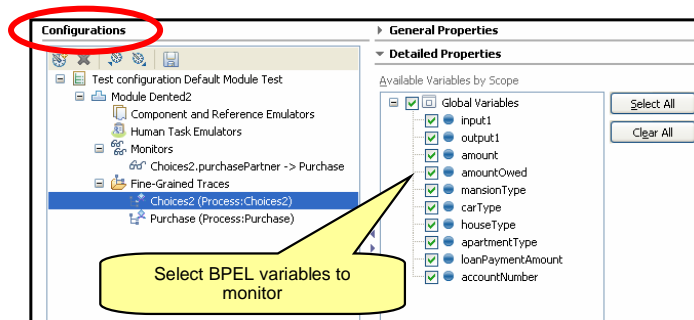 Configurations
General Properties
Detailed Properties
Test configuration Default Module Test
Module Dented2
Component and Reference Emulators
Human Task Emulators
Monitors
Choices2.purchasePartner -> Purchase
Fine-Grained Traces
Choices2 (Process:Choices2)
Purchase (Process:Purchase)
Available Variables by Scope
Global Variables
input1
output1
amount
amountOwed
mansionType
carType
houseType
apartmentType
loanPaymentAmount
accountNumber
Select All
Clear All
Select BPEL variables to
monitor